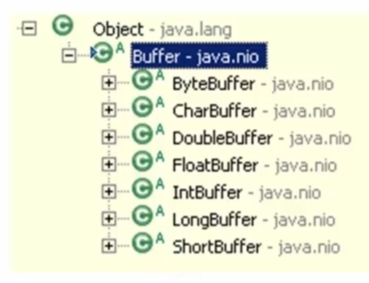 Object - java.lang
A Buffer - java.nio
A ByteBuffer - java.nio
A CharBuffer - java.nio
A DoubleBuffer - java.nio
A FloatBuffer - java.nio
A IntBuffer - java.nio
A LongBuffer - java.nio
A ShortBuffer - java.nio